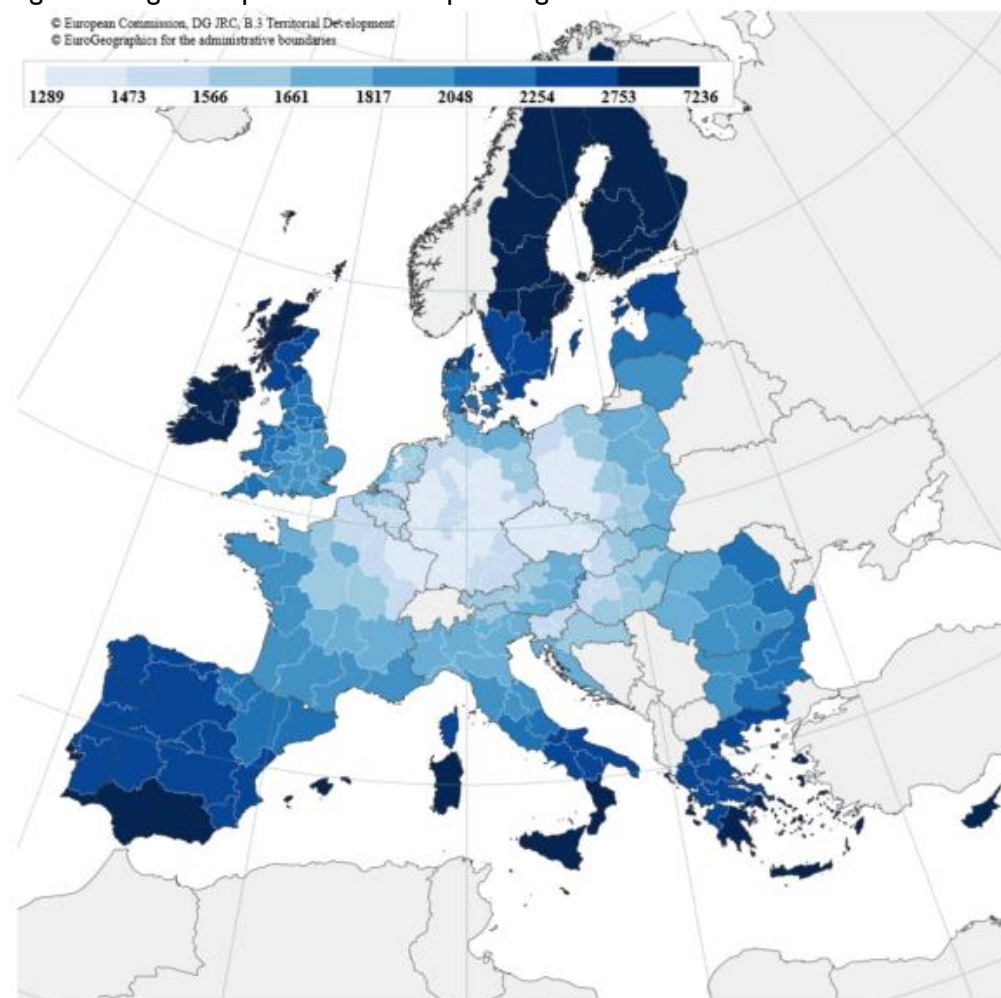 © European Commission, DG JRC, B.3 Territorial Development
© EuroGeographics for the administrative boundaries
1289 1473 1566 1661 1817 2048 2254 2753 7236